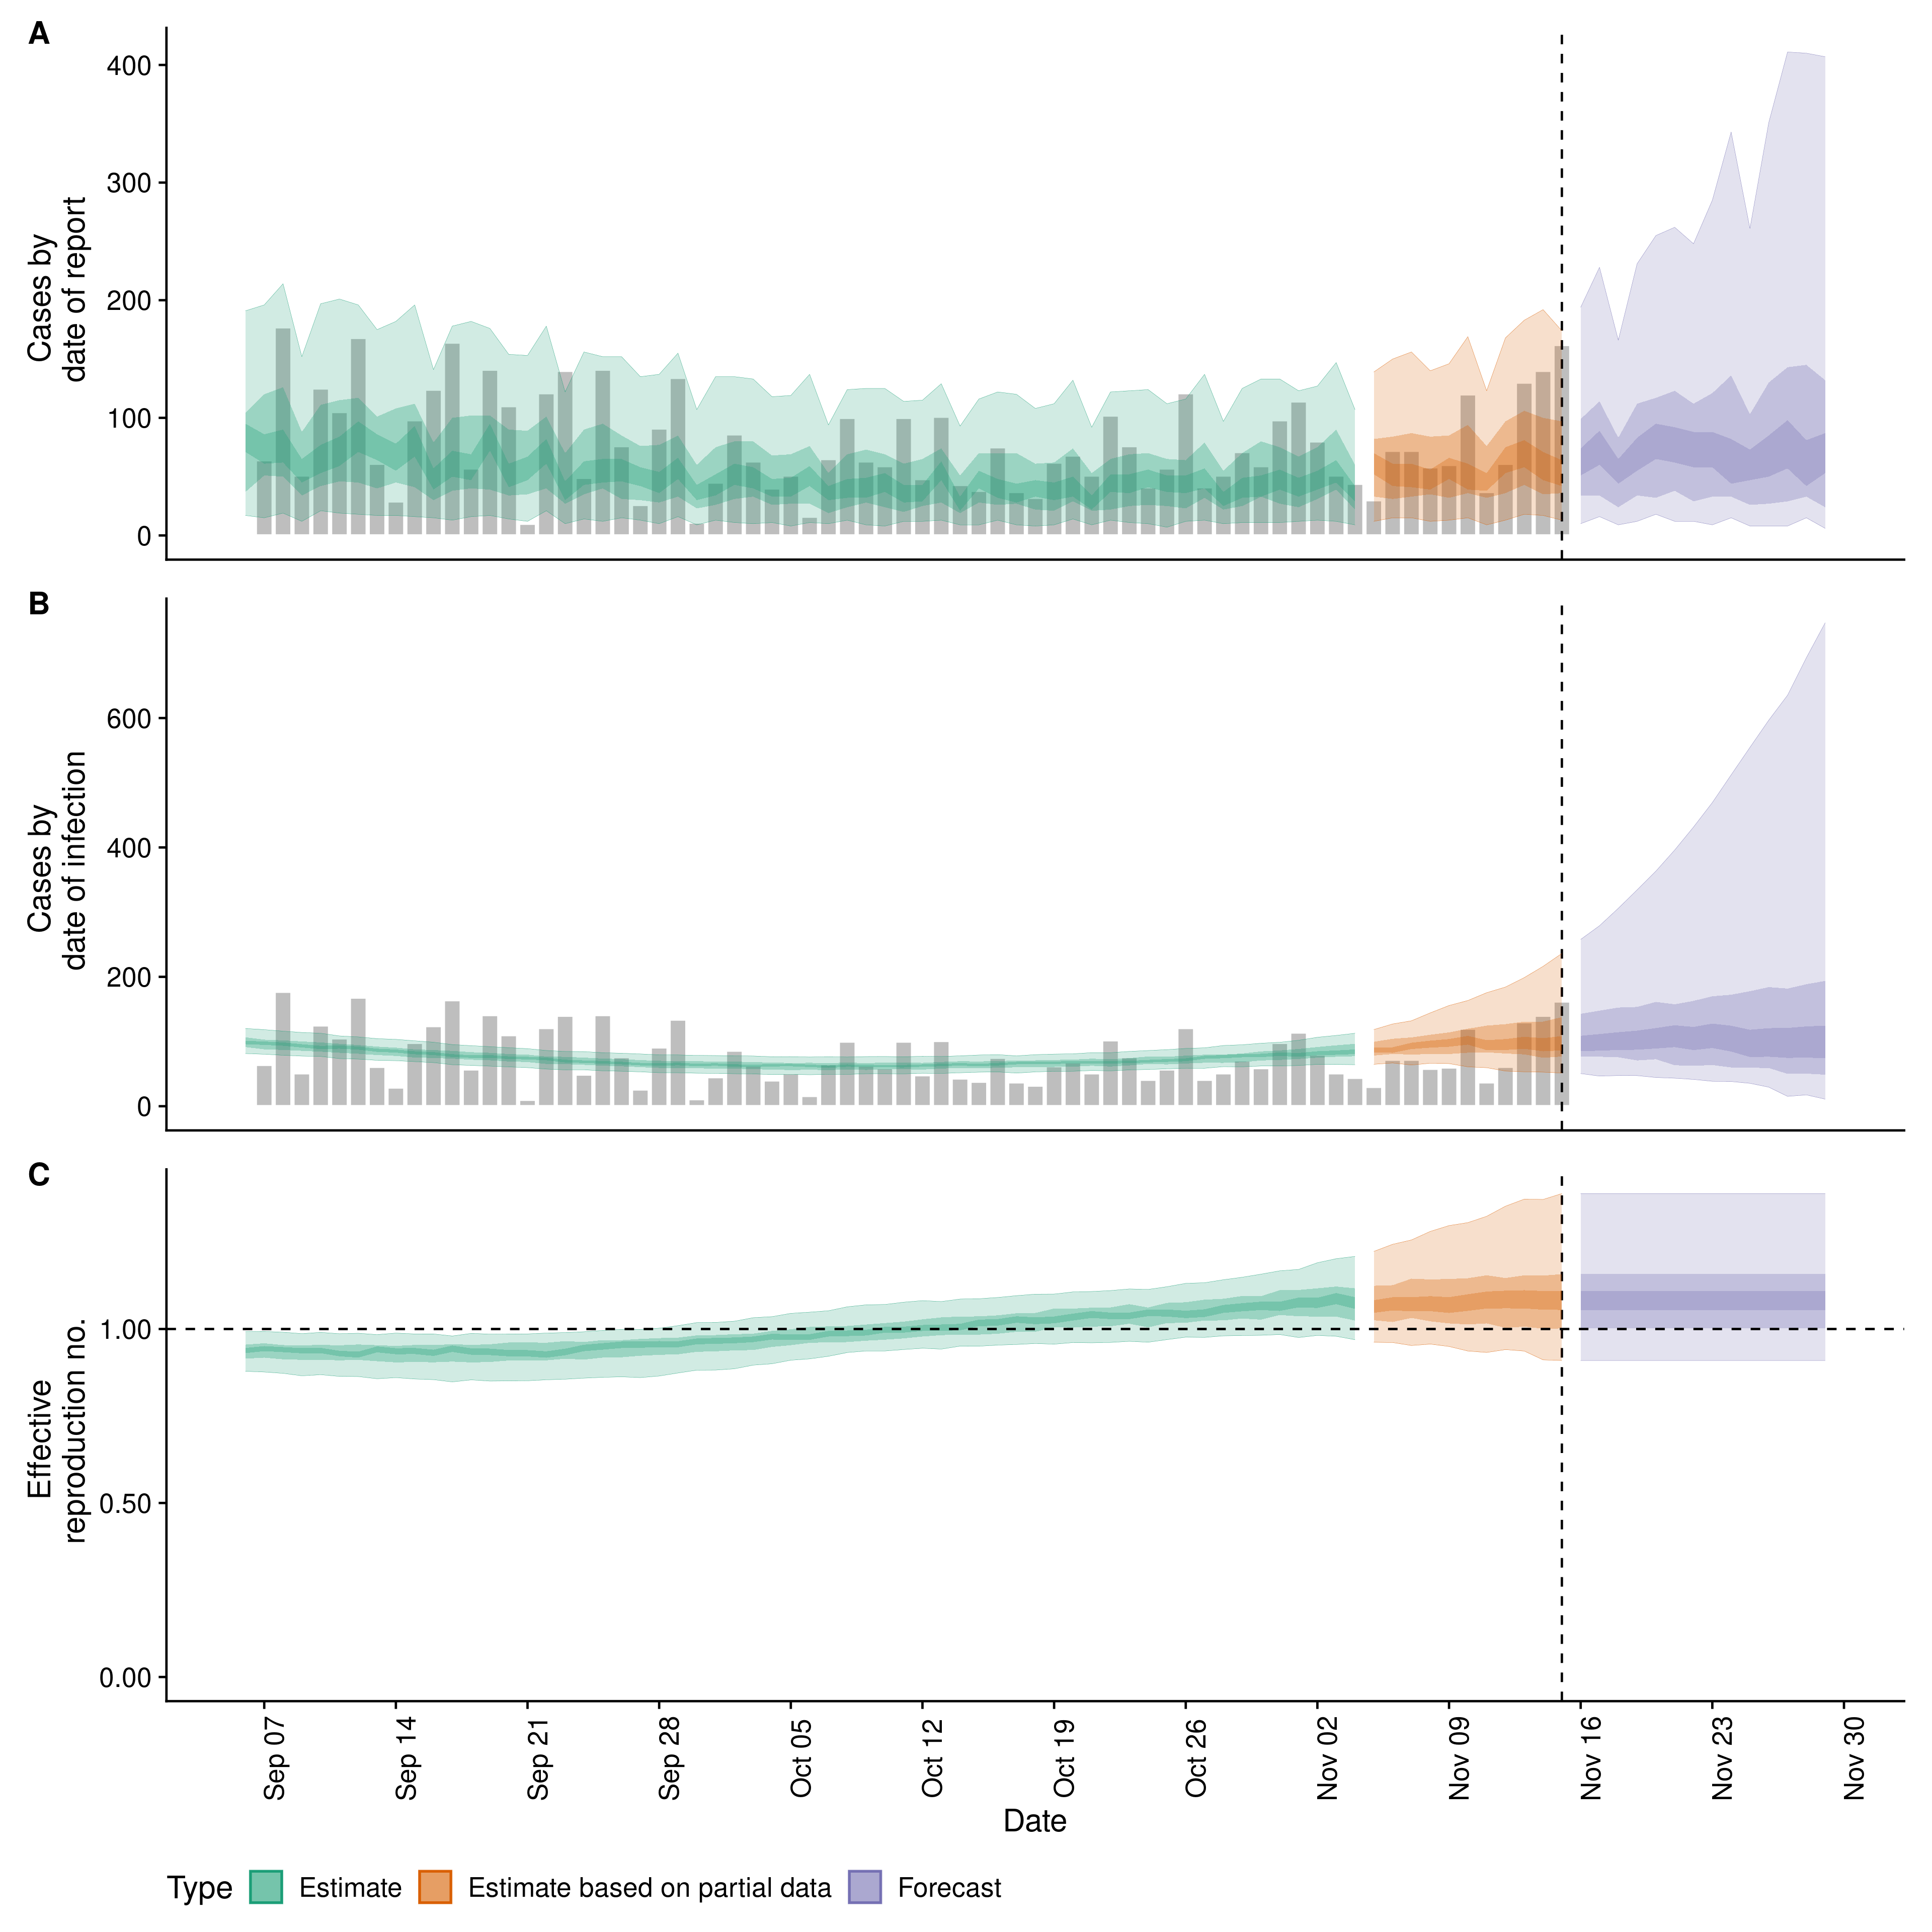 A
400
300
200
100
0
Cases by
date of report
B
600
400
200
0
Cases by
date of infection
C
1.00
0.50
0.00
Effective
reproduction no.
Sep 07
Sep 14
Sep 21
Sep 28
Oct 05
Oct 12
Oct 19
Oct 26
Nov 02
Nov 09
Nov 16
Nov 23
Nov 30
Date
Type Estimate Estimate based on partial data Forecast